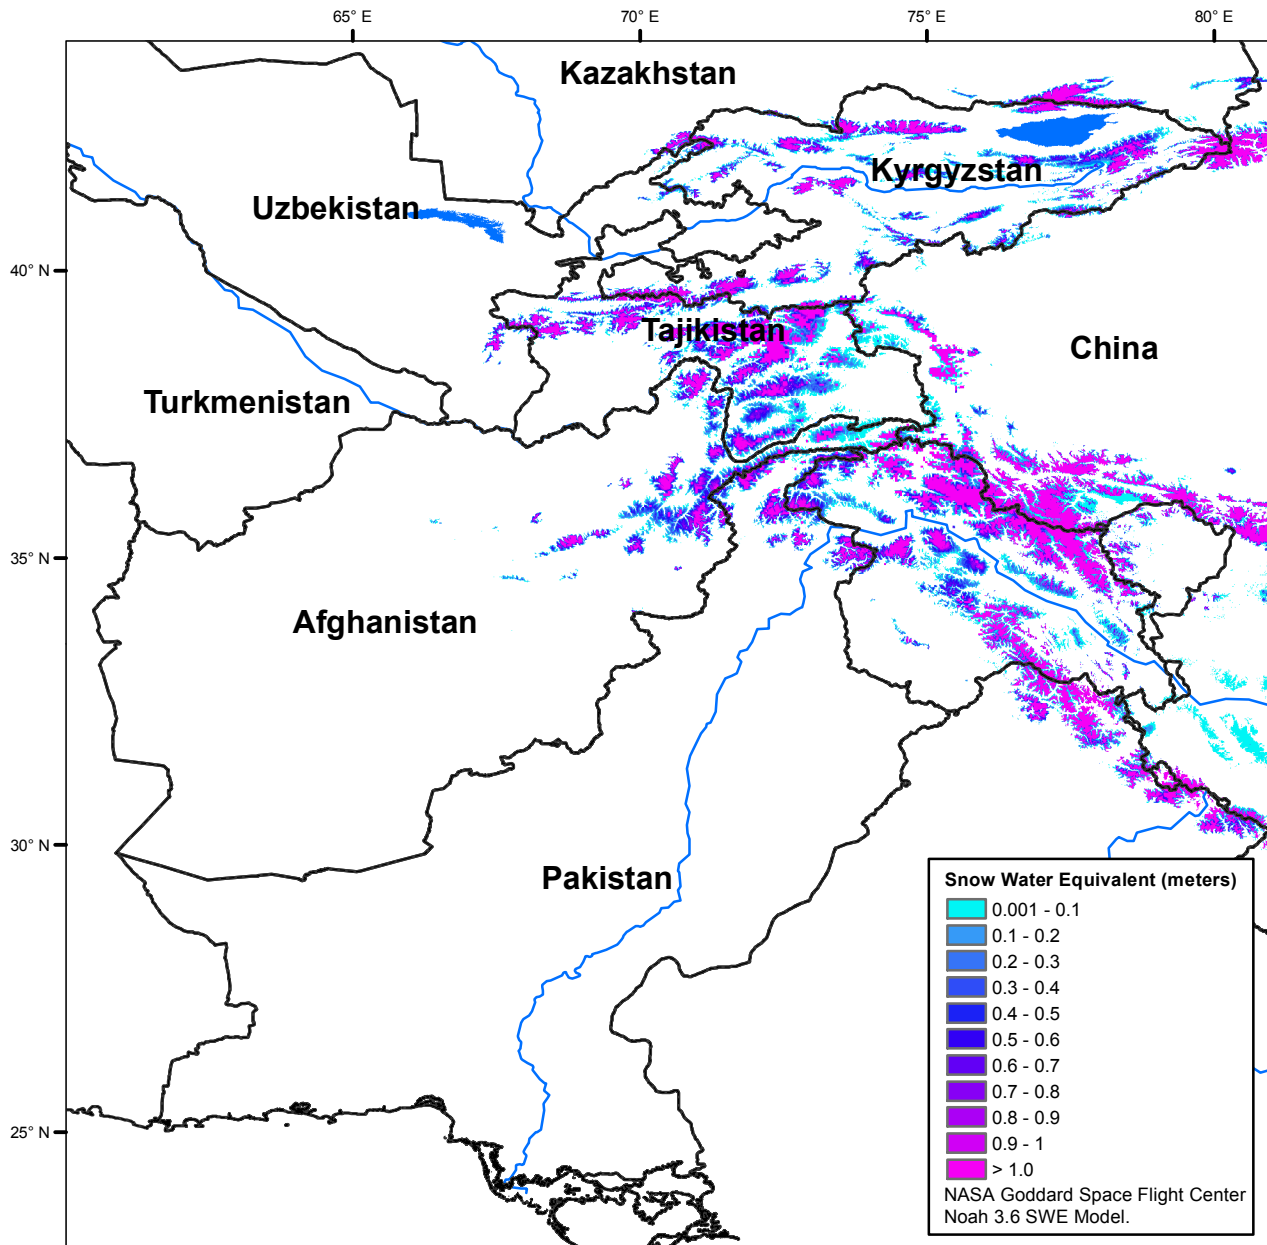 65° E
70° E
75° E
80° E
Kazakhstan
Kyrgyzstan
Uzbekistan
40° N
Tajikistan
China
Turkmenistan
35° N
Afghanistan
30° N
Pakistan
25° N
Snow Water Equivalent (meters)
0.001 - 0.1
0.1 - 0.2
0.2 - 0.3
0.3 - 0.4
0.4 - 0.5
0.5 - 0.6
0.6 - 0.7
0.7 - 0.8
0.8 - 0.9
0.9 - 1
> 1.0
NASA Goddard Space Flight Center
Noah 3.6 SWE Model.